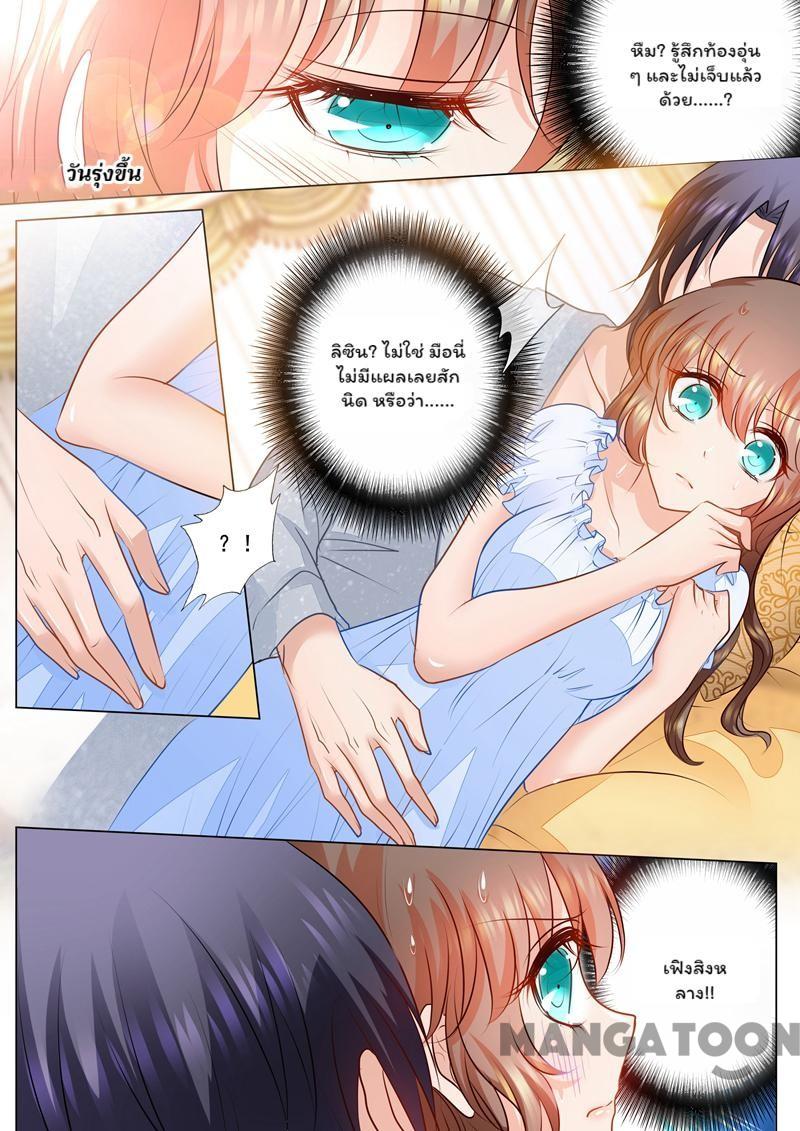 หืม? รู้สึกท้องอุ่น
ๆ และไม่เจ็บแล้ว
ด้วย......?
วันรุ่งขึ้น
ลิซิน? ไม่ใช่ มือนี่
ไม่มีแผลเลยสัก
นิด หรือว่า......
? !
เฟิงสิงห
ลาง!!
MANGATOON